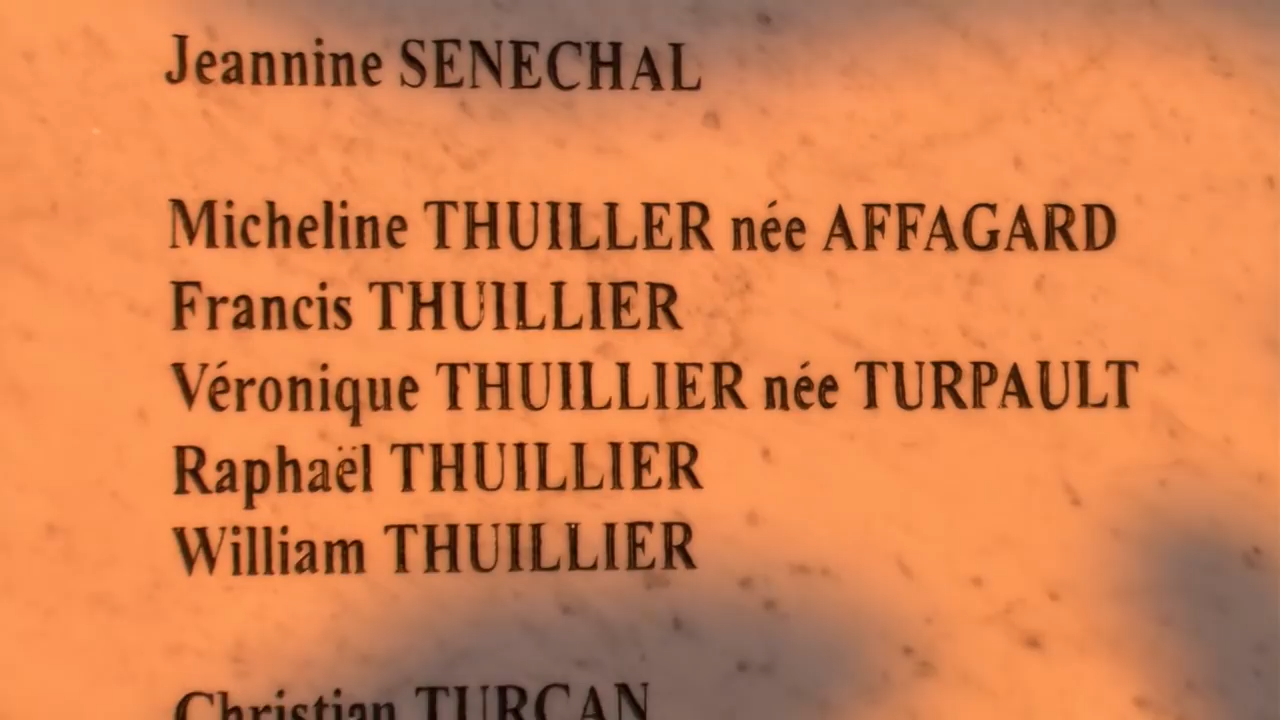 Jeannine SENECHAL
Micheline THUILLER née AFFAGARD
Francis THUILLIER
Véronique THUILLIER née TURPAULT
Raphaël THUILLIER
William THUILLIER
Christian TURCAN